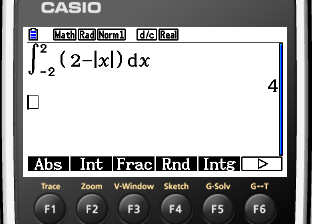 CASIO
Math Rad Norm1 d/c Real
∫²₋₂ (2-|x|) dx
4
Abs Int Frac Rnd Intg ▷
Trace Zoom V-Window Sketch G-Solv G↔T
F1 F2 F3 F4 F5 F6